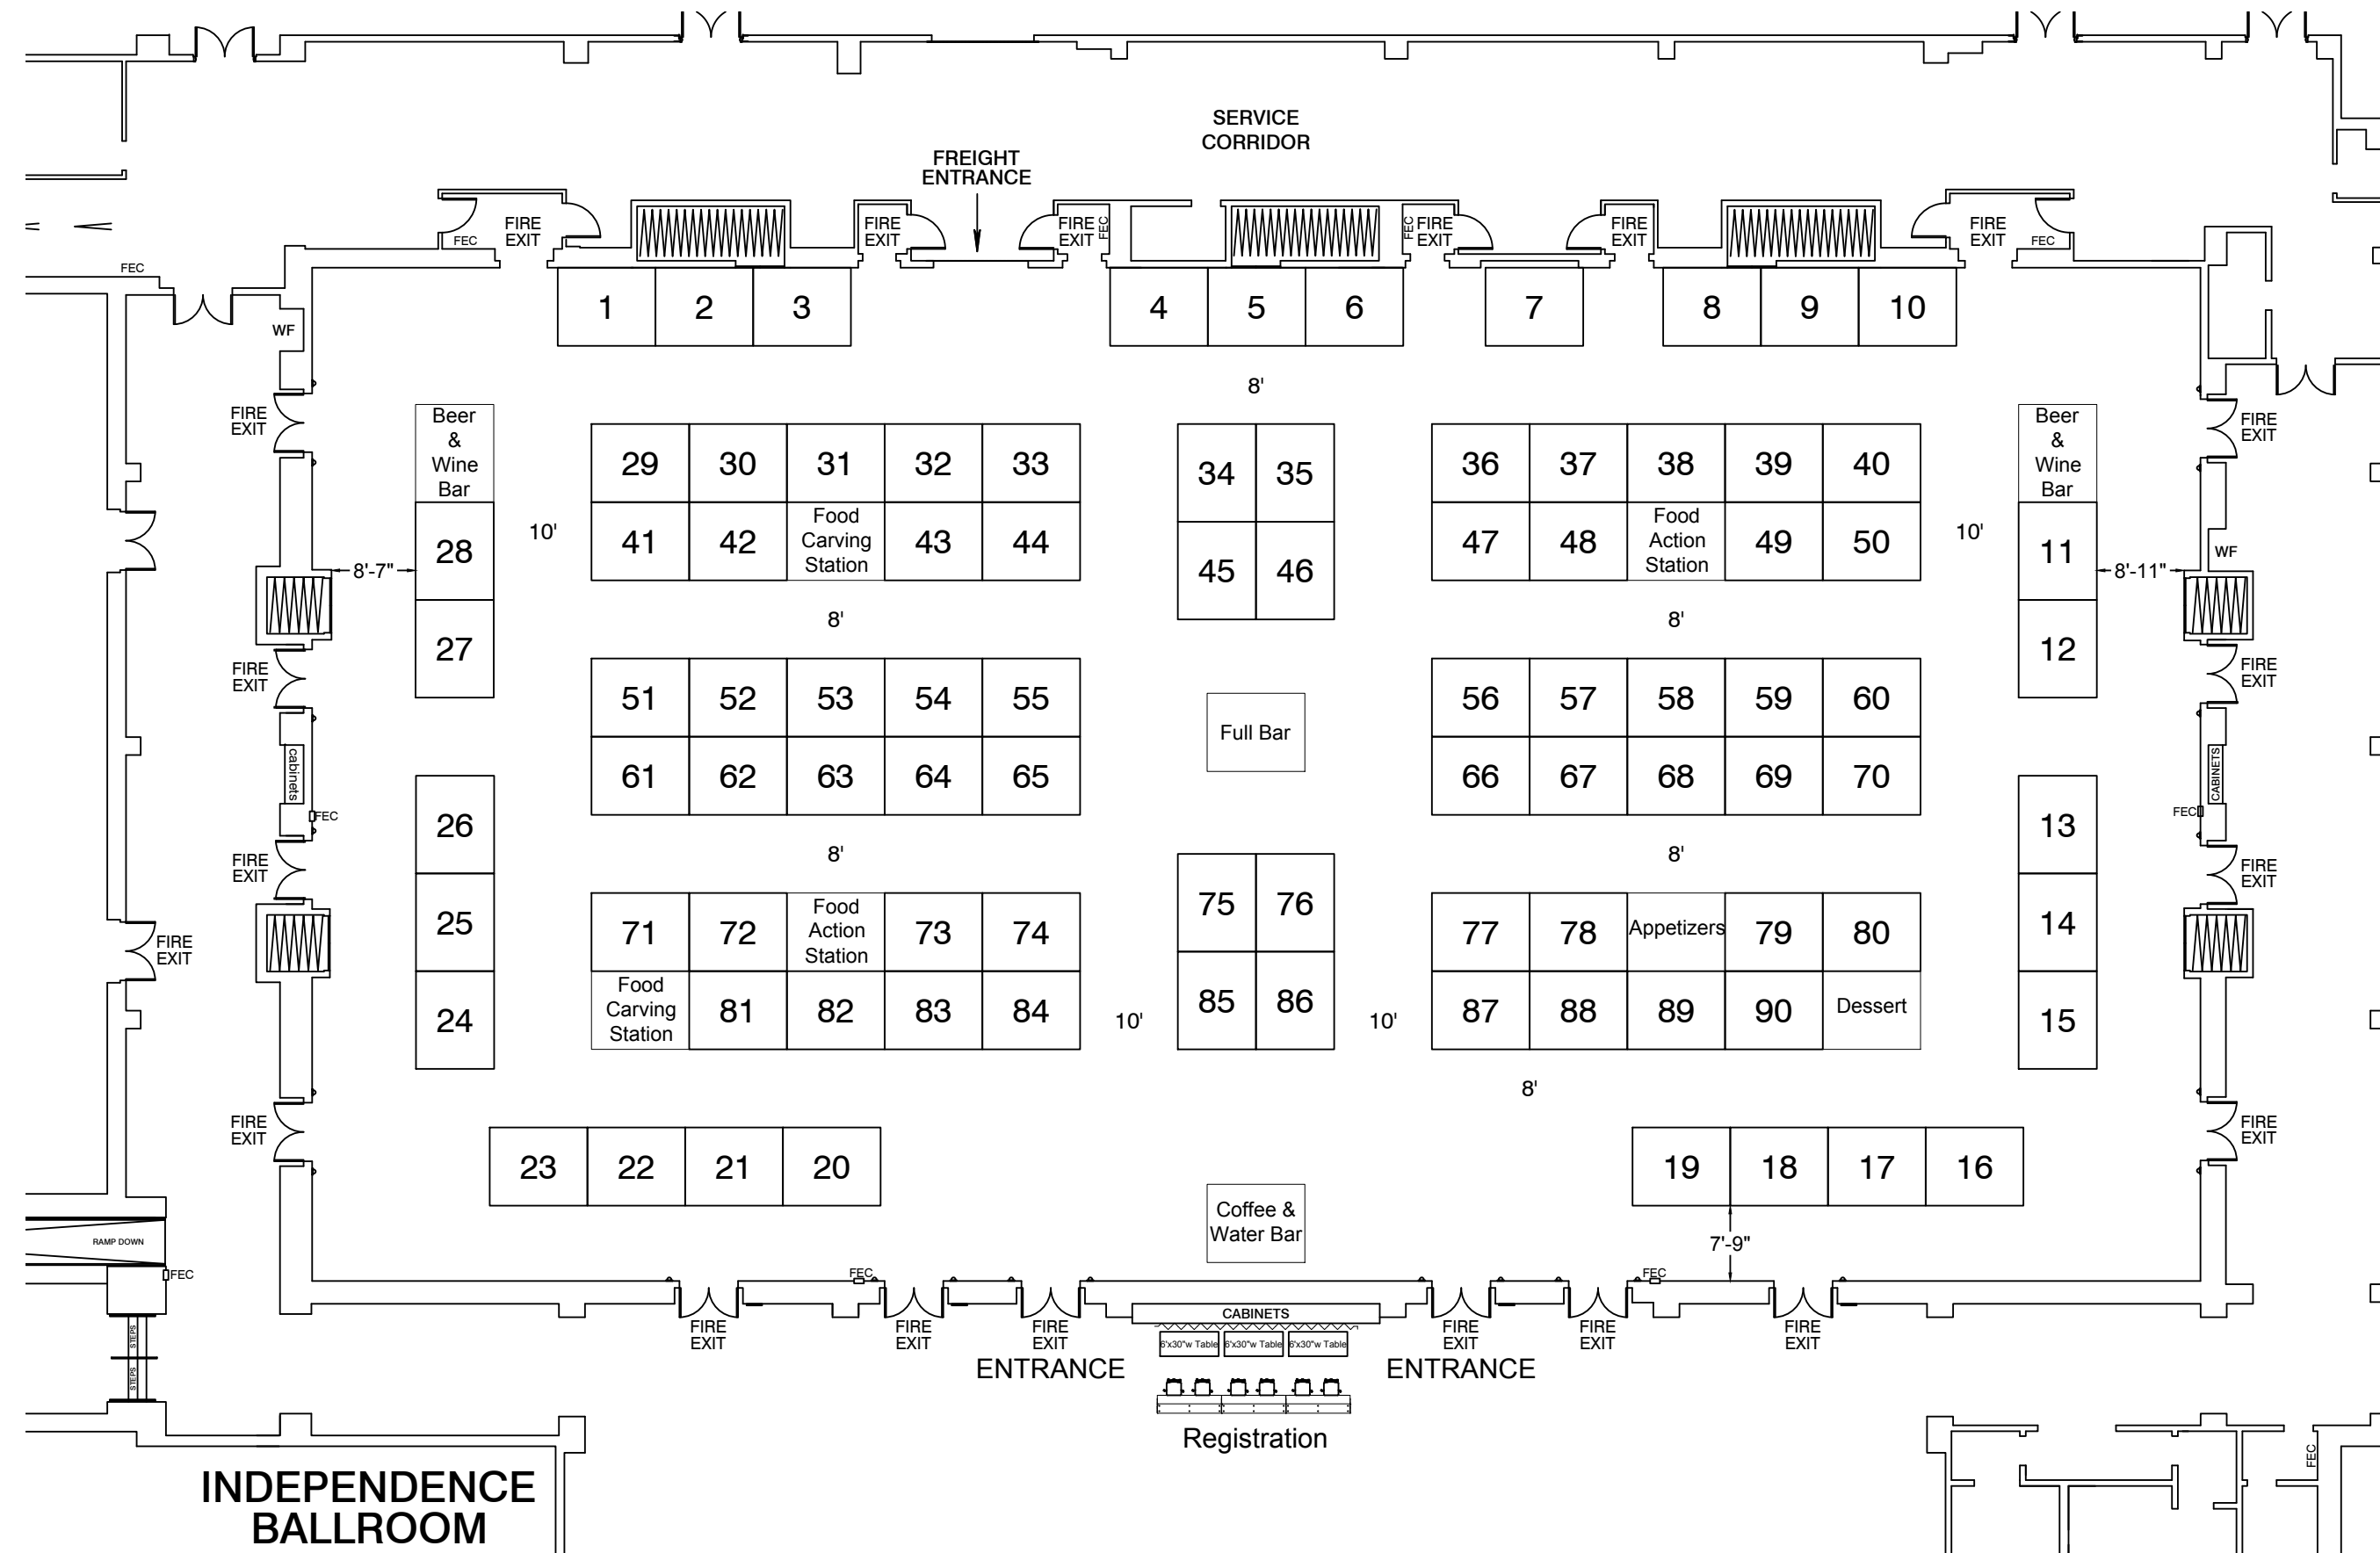 SERVICE
CORRIDOR
FREIGHT
ENTRANCE
FIRE
EXIT
FEC
FIRE
EXIT
FIRE
EXIT
FEC
FEC
FIRE
EXIT
FIRE
EXIT
FIRE
EXIT
FEC
FEC
WF
1 2 3 4 5 6 7 8 9 10
8'
FIRE
EXIT
Beer
&
Wine
Bar
Beer
&
Wine
Bar
FIRE
EXIT
29 30 31 32 33 34 35 36 37 38 39 40
28
10'
41 42
Food
Carving
Station
43 44
45 46
47 48
Food
Action
Station
49 50
10'
11
WF
8'-7"
8'-11"
8'
8'
27
12
FIRE
EXIT
FIRE
EXIT
51 52 53 54 55 56 57 58 59 60
Full Bar
cabinets
CABINETS
61 62 63 64 65 66 67 68 69 70
FEC
FEC
26
13
8'
8'
FIRE
EXIT
FIRE
EXIT
25
14
71 72
Food
Action
Station
73 74
75 76
77 78
Appetizers
79 80
FIRE
EXIT
24
Food
Carving
Station
81 82 83 84
10'
85 86
10'
87 88 89 90
Dessert
15
8'
FIRE
EXIT
FIRE
EXIT
23 22 21 20
19 18 17 16
Coffee &
Water Bar
7'-9"
RAMP DOWN
FEC
FEC
FEC
CABINETS
FIRE
EXIT
FIRE
EXIT
FIRE
EXIT
FIRE
EXIT
FIRE
EXIT
FIRE
EXIT
6'x30"w Table
6'x30"w Table
6'x30"w Table
STEPS
STEPS
ENTRANCE
ENTRANCE
Registration
FEC
INDEPENDENCE
BALLROOM